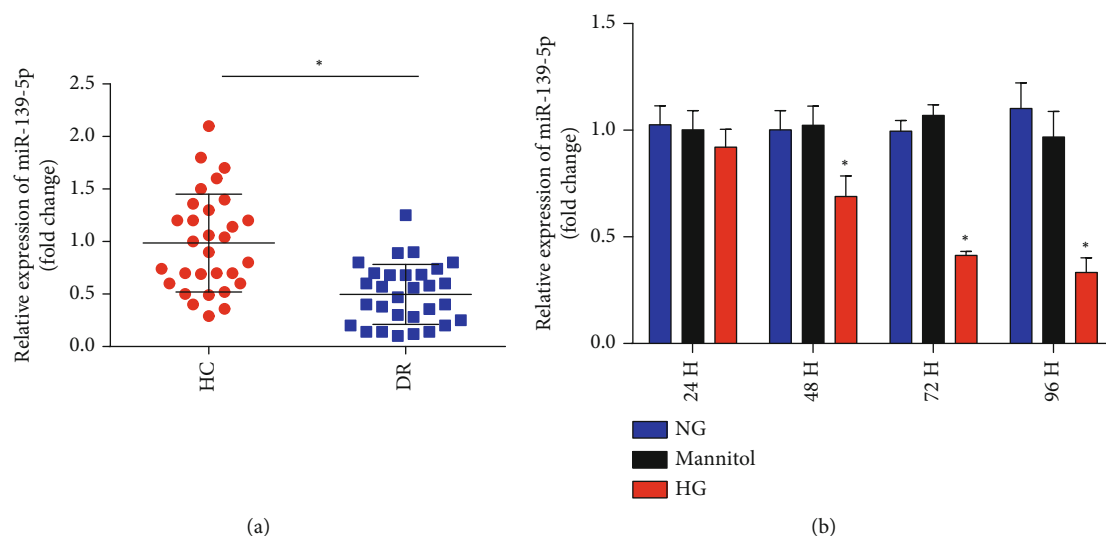 Relative expression of miR-139-5p
(fold change)
2.5
2.0
1.5
1.0
0.5
0.0
*
HC
DR
(a)
Relative expression of miR-139-5p
(fold change)
1.5
1.0
0.5
0.0
*
*
*
24 H
48 H
72 H
96 H
NG
Mannitol
HG
(b)